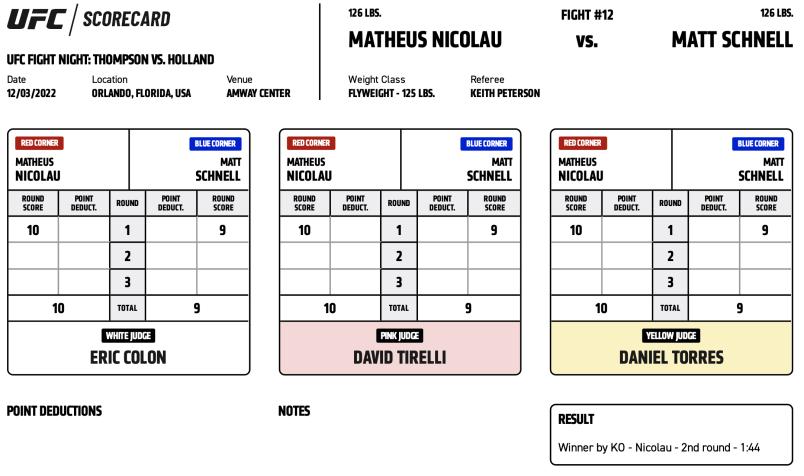 UFC / SCORECARD
UFC FIGHT NIGHT: THOMPSON VS. HOLLAND
Date Location Venue
12/03/2022 ORLANDO, FLORIDA, USA AMWAY CENTER
126 LBS. FIGHT #12 126 LBS.
MATHEUS NICOLAU VS. MATT SCHNELL
Weight Class Referee
FLYWEIGHT - 125 LBS. KEITH PETERSON
RED CORNER BLUE CORNER
MATHEUS MATT
NICOLAU SCHNELL
ROUND SCORE POINT DEDUCT. ROUND POINT DEDUCT. ROUND SCORE
10 1 9
2
3
10 TOTAL 9
WHITE JUDGE
ERIC COLON
RED CORNER BLUE CORNER
MATHEUS MATT
NICOLAU SCHNELL
ROUND SCORE POINT DEDUCT. ROUND POINT DEDUCT. ROUND SCORE
10 1 9
2
3
10 TOTAL 9
PINK JUDGE
DAVID TIRELLI
RED CORNER BLUE CORNER
MATHEUS MATT
NICOLAU SCHNELL
ROUND SCORE POINT DEDUCT. ROUND POINT DEDUCT. ROUND SCORE
10 1 9
2
3
10 TOTAL 9
YELLOW JUDGE
DANIEL TORRES
POINT DEDUCTIONS
NOTES
RESULT
Winner by KO - Nicolau - 2nd round - 1:44